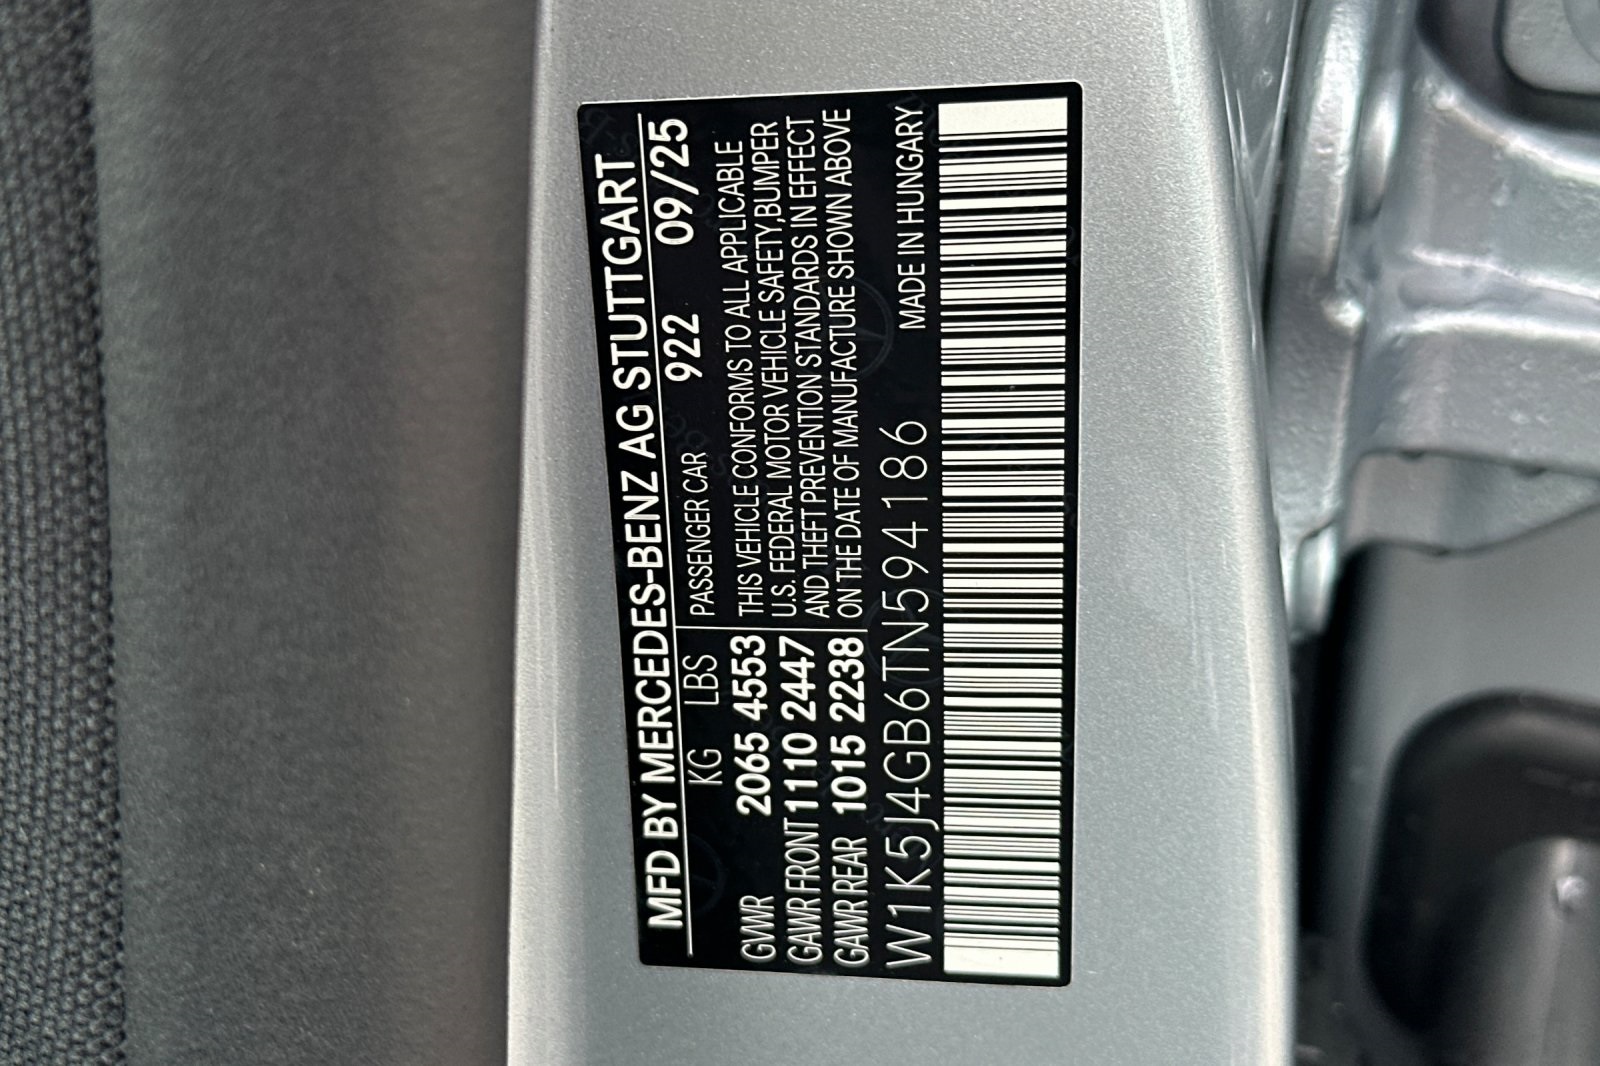 MFD BY MERCEDES-BENZ AG STUTTGART
922 09/25
KG LBS PASSENGER CAR
GVWR 2065 4553 THIS VEHICLE CONFORMS TO ALL APPLICABLE
U.S. FEDERAL MOTOR VEHICLE SAFETY, BUMPER
GAWR FRONT 1110 2447 AND THEFT PREVENTION STANDARDS IN EFFECT
GAWR REAR 1015 2238 ON THE DATE OF MANUFACTURE SHOWN ABOVE
W1K5J4GB6TN594186 MADE IN HUNGARY